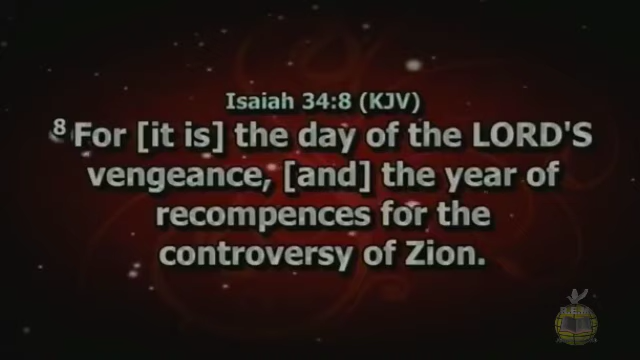 Isaiah 34:8 (KJV)
8 For [it is] the day of the LORD'S
vengeance, [and] the year of
recompences for the
controversy of Zion.